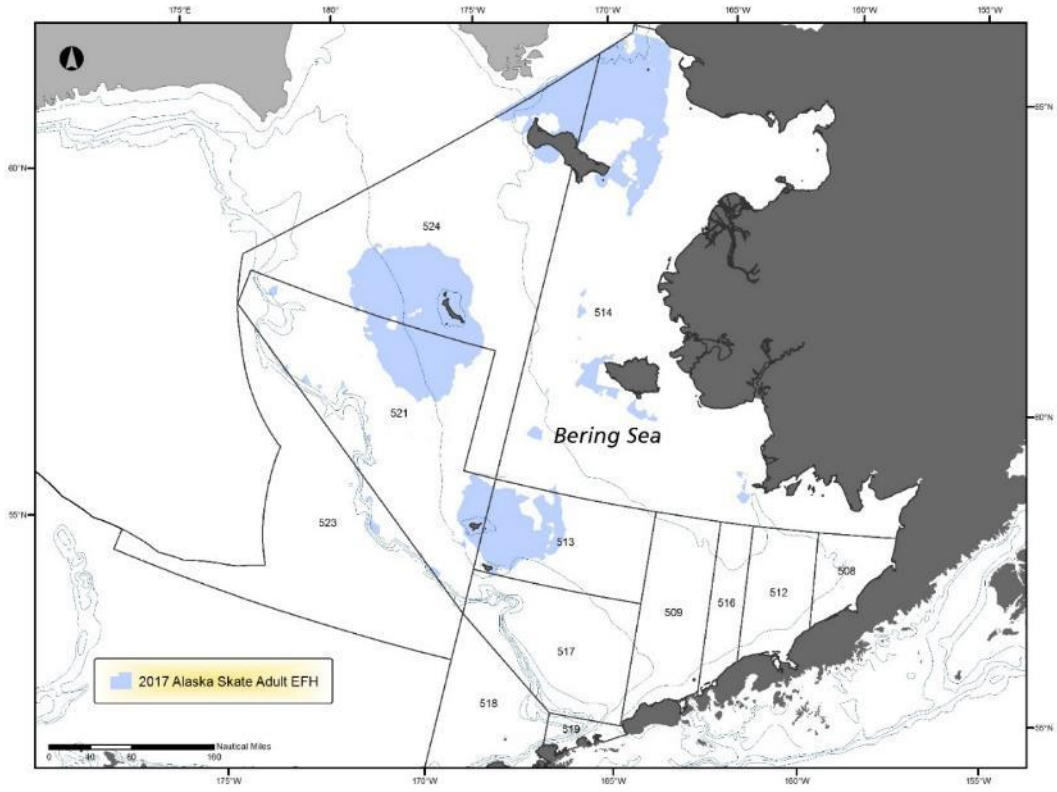 175°E 180° 175°W 170°W 165°W 160°W 155°W
65°N
60°N
524
514
521
60°N
Bering Sea
55°N
523
513
508
509
516
512
517
2017 Alaska Skate Adult EFH
518
519
55°N
Nautical Miles
0 40 80 160
175°W 170°W 165°W 160°W 155°W